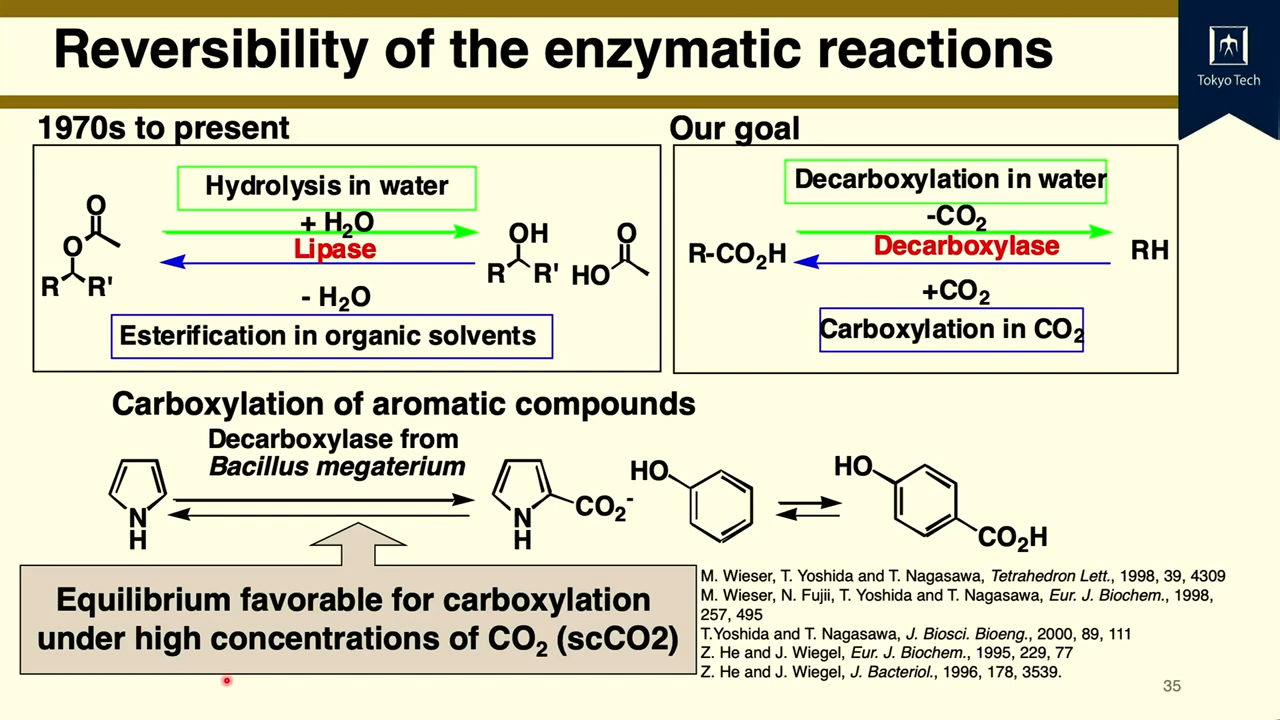 Reversibility of the enzymatic reactions
Tokyo Tech
1970s to present
Hydrolysis in water
+ H₂O
Lipase
- H₂O
Esterification in organic solvents
O
O
R R'
OH
R R'
O
HO
Our goal
Decarboxylation in water
-CO₂
Decarboxylase
R-CO₂H
RH
+CO₂
Carboxylation in CO₂
Carboxylation of aromatic compounds
Decarboxylase from
Bacillus megaterium
N
H
N
H
CO₂⁻
HO
HO
CO₂H
Equilibrium favorable for carboxylation
under high concentrations of CO₂ (scCO2)
M. Wieser, T. Yoshida and T. Nagasawa, Tetrahedron Lett., 1998, 39, 4309
M. Wieser, N. Fujii, T. Yoshida and T. Nagasawa, Eur. J. Biochem., 1998,
257, 495
T.Yoshida and T. Nagasawa, J. Biosci. Bioeng., 2000, 89, 111
Z. He and J. Wiegel, Eur. J. Biochem., 1995, 229, 77
Z. He and J. Wiegel, J. Bacteriol., 1996, 178, 3539.
35